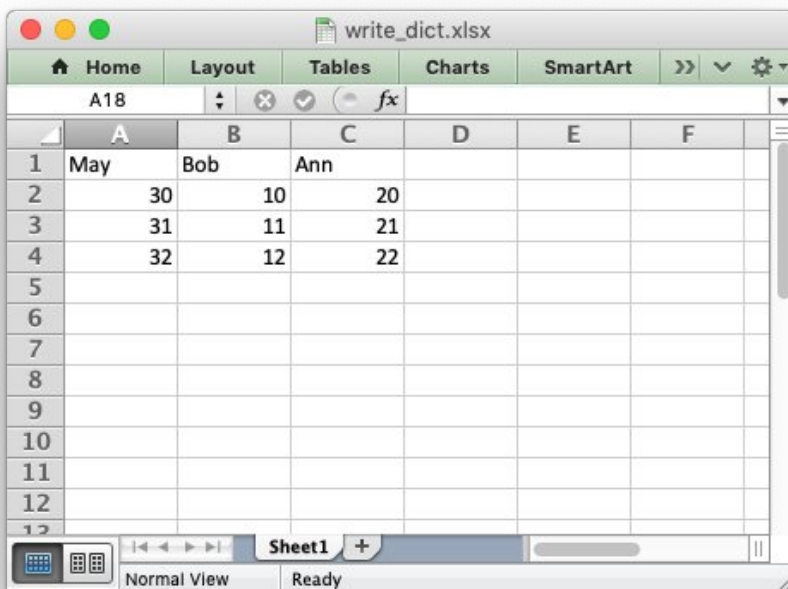 write_dict.xlsx
Home Layout Tables Charts SmartArt
A18 fx
A B C D E F
1 May Bob Ann
2 30 10 20
3 31 11 21
4 32 12 22
5
6
7
8
9
10
11
12
13
Sheet1 +
Normal View Ready